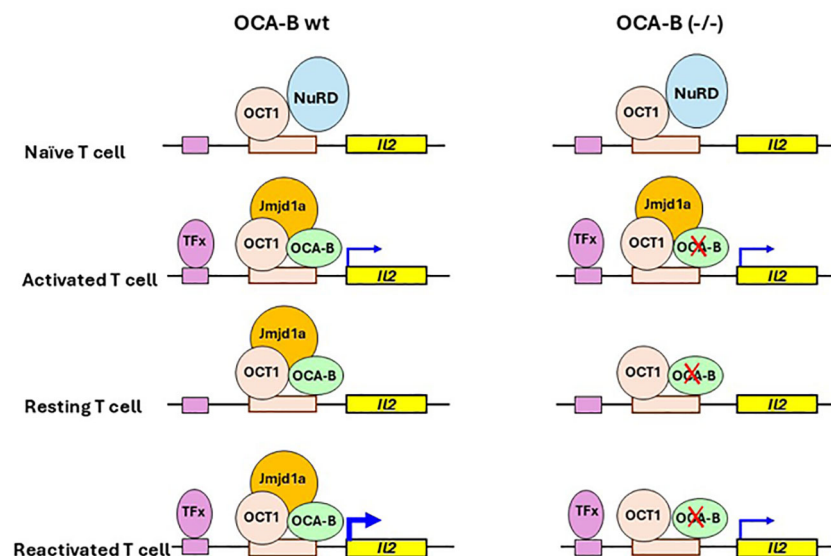 OCA-B wt OCA-B (-/-)
NuRD NuRD
OCT1 OCT1
Naïve T cell Il2 Il2
Jmjd1a Jmjd1a
TFx OCT1 OCA-B TFx OCT1 OCA-B
Activated T cell Il2 Il2
Jmjd1a
OCT1 OCA-B OCT1 OCA-B
Resting T cell Il2 Il2
Jmjd1a
TFx OCT1 OCA-B TFx OCT1 OCA-B
Reactivated T cell Il2 Il2